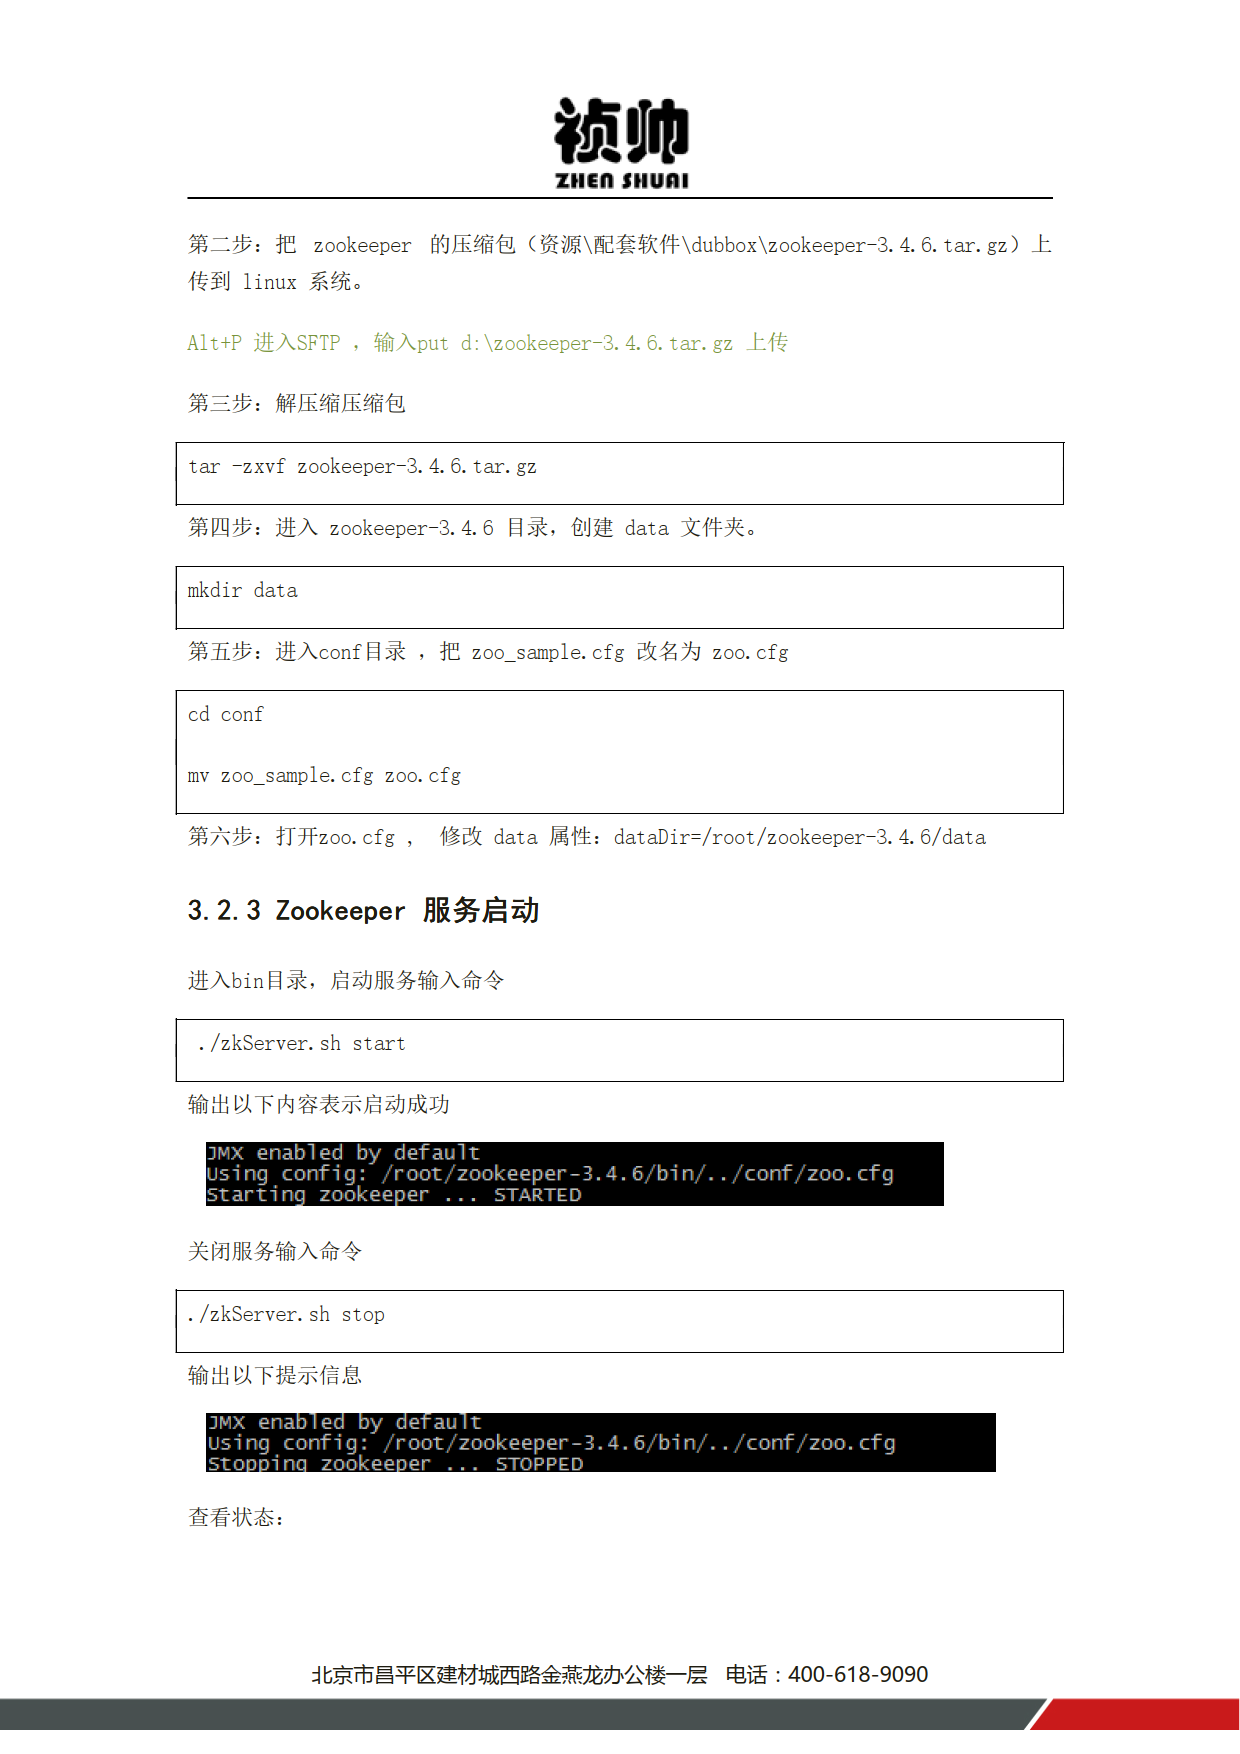 祯帅
ZHEN SHUAI
第二步：把 zookeeper 的压缩包（资源\配套软件\dubbox\zookeeper-3.4.6.tar.gz）上
传到 linux 系统。
Alt+P 进入SFTP ，输入put d:\zookeeper-3.4.6.tar.gz 上传
第三步：解压缩压缩包
tar -zxvf zookeeper-3.4.6.tar.gz
第四步：进入 zookeeper-3.4.6 目录，创建 data 文件夹。
mkdir data
第五步：进入conf目录 ，把 zoo_sample.cfg 改名为 zoo.cfg
cd conf
mv zoo_sample.cfg zoo.cfg
第六步：打开zoo.cfg , 修改 data 属性：dataDir=/root/zookeeper-3.4.6/data
3.2.3 Zookeeper 服务启动
进入bin目录，启动服务输入命令
./zkServer.sh start
输出以下内容表示启动成功
JMX enabled by default
Using config: /root/zookeeper-3.4.6/bin/../conf/zoo.cfg
Starting zookeeper ... STARTED
关闭服务输入命令
./zkServer.sh stop
输出以下提示信息
JMX enabled by default
Using config: /root/zookeeper-3.4.6/bin/../conf/zoo.cfg
Stopping zookeeper ... STOPPED
查看状态：
北京市昌平区建材城西路金燕龙办公楼一层 电话：400-618-9090